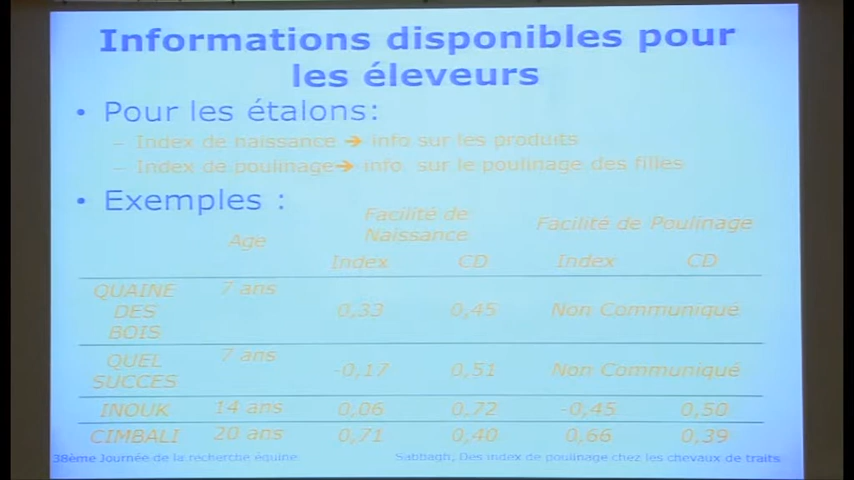 Informations disponibles pour
les éleveurs
• Pour les étalons:
– Index de naissance ➔ info sur les produits
– Index de poulinage➔ info sur le poulinage des filles
• Exemples :
Age Facilité de Naissance Facilité de Poulinage
Index CD Index CD
QUAINE DES BOIS 7 ans 0,33 0,45 Non Communiqué
QUEL SUCCES 7 ans -0,17 0,51 Non Communiqué
INOUK 14 ans 0,06 0,72 -0,45 0,50
CIMBALI 20 ans 0,71 0,40 0,66 0,39
38ème Journée de la recherche équine Sabbagh, Des index de poulinage chez les chevaux de traits